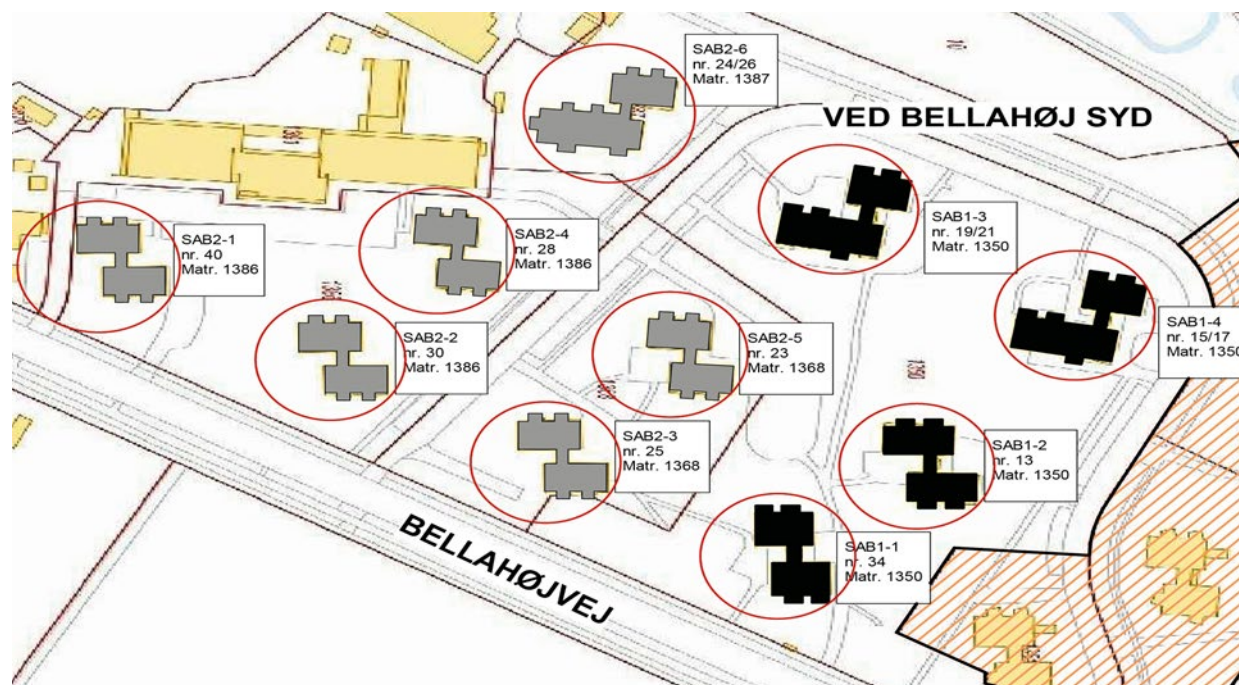 SAB2-6
nr. 24/26
Matr. 1387
VED BELLAHØJ SYD
SAB1-3
nr. 19/21
Matr. 1350
SAB2-1
nr. 40
Matr. 1386
SAB2-4
nr. 28
Matr. 1386
SAB1-4
nr. 15/17
Matr. 1350
SAB2-2
nr. 30
Matr. 1386
SAB2-5
nr. 23
Matr. 1368
1350
SAB2-3
nr. 25
Matr. 1368
SAB1-2
nr. 13
Matr. 1350
SAB1-1
nr. 34
Matr. 1350
BELLAHØJVEJ